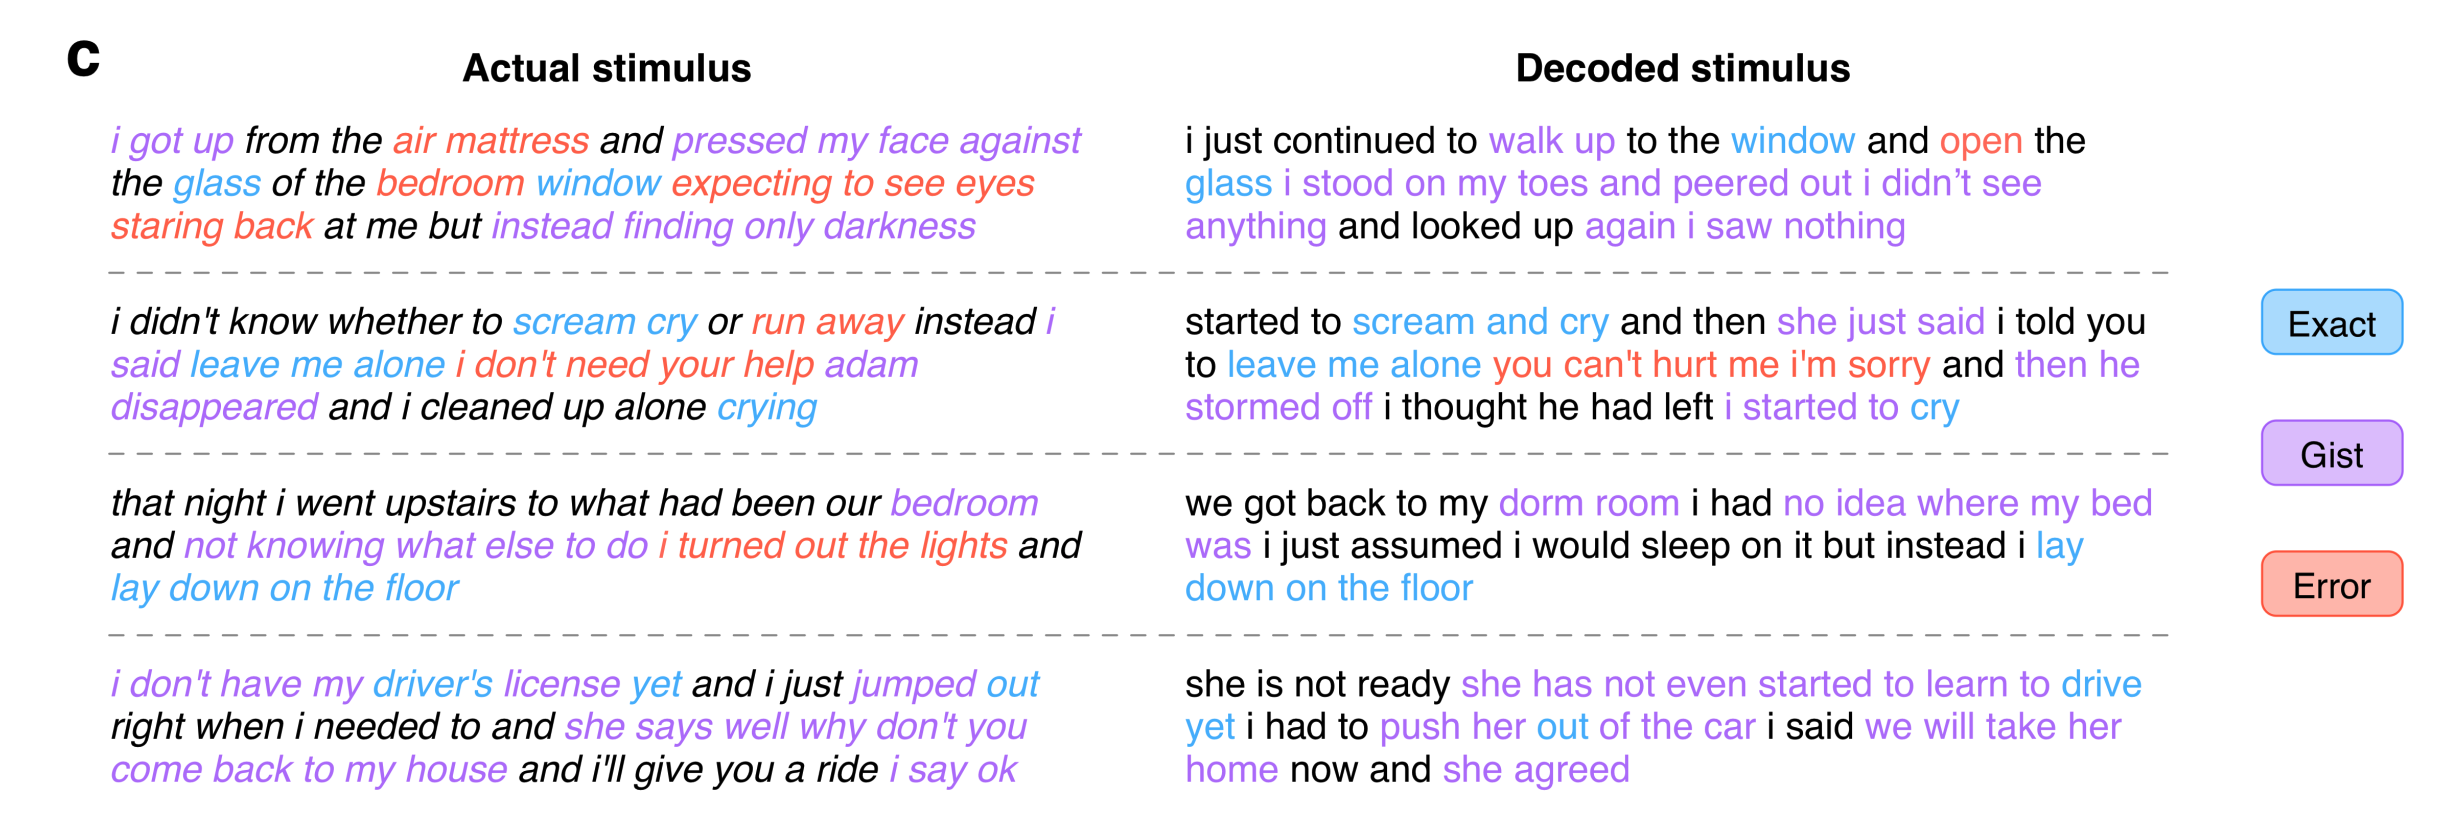 c
Actual stimulus
Decoded stimulus
i got up from the air mattress and pressed my face against
the glass of the bedroom window expecting to see eyes
staring back at me but instead finding only darkness
i just continued to walk up to the window and open the
glass i stood on my toes and peered out i didn’t see
anything and looked up again i saw nothing
i didn't know whether to scream cry or run away instead i
said leave me alone i don't need your help adam
disappeared and i cleaned up alone crying
started to scream and cry and then she just said i told you
to leave me alone you can't hurt me i'm sorry and then he
stormed off i thought he had left i started to cry
that night i went upstairs to what had been our bedroom
and not knowing what else to do i turned out the lights and
lay down on the floor
we got back to my dorm room i had no idea where my bed
was i just assumed i would sleep on it but instead i lay
down on the floor
i don't have my driver's license yet and i just jumped out
right when i needed to and she says well why don't you
come back to my house and i'll give you a ride i say ok
she is not ready she has not even started to learn to drive
yet i had to push her out of the car i said we will take her
home now and she agreed
Exact
Gist
Error